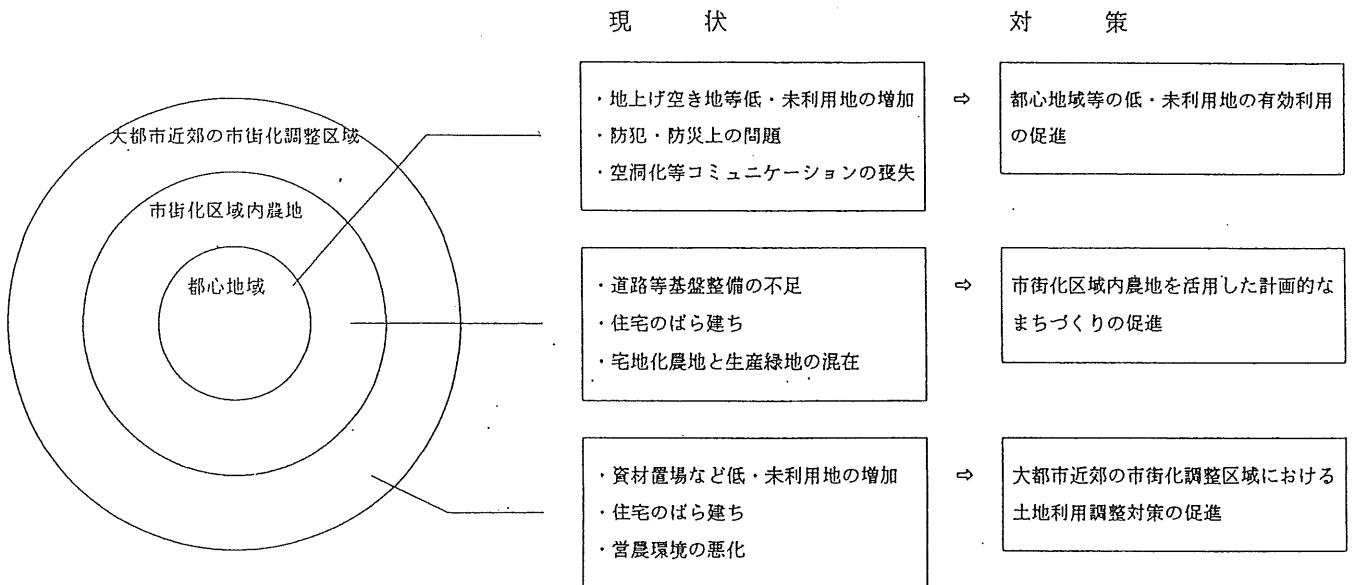 現状
対策
大都市近郊の市街化調整区域
市街化区域内農地
都心地域
・地上げ空き地等低・未利用地の増加
・防犯・防災上の問題
・空洞化等コミュニケーションの喪失
⇨
都心地域等の低・未利用地の有効利用
の促進
・道路等基盤整備の不足
・住宅のばら建ち
・宅地化農地と生産緑地の混在
⇨
市街化区域内農地を活用した計画的な
まちづくりの促進
・資材置場など低・未利用地の増加
・住宅のばら建ち
・営農環境の悪化
⇨
大都市近郊の市街化調整区域における
土地利用調整対策の促進